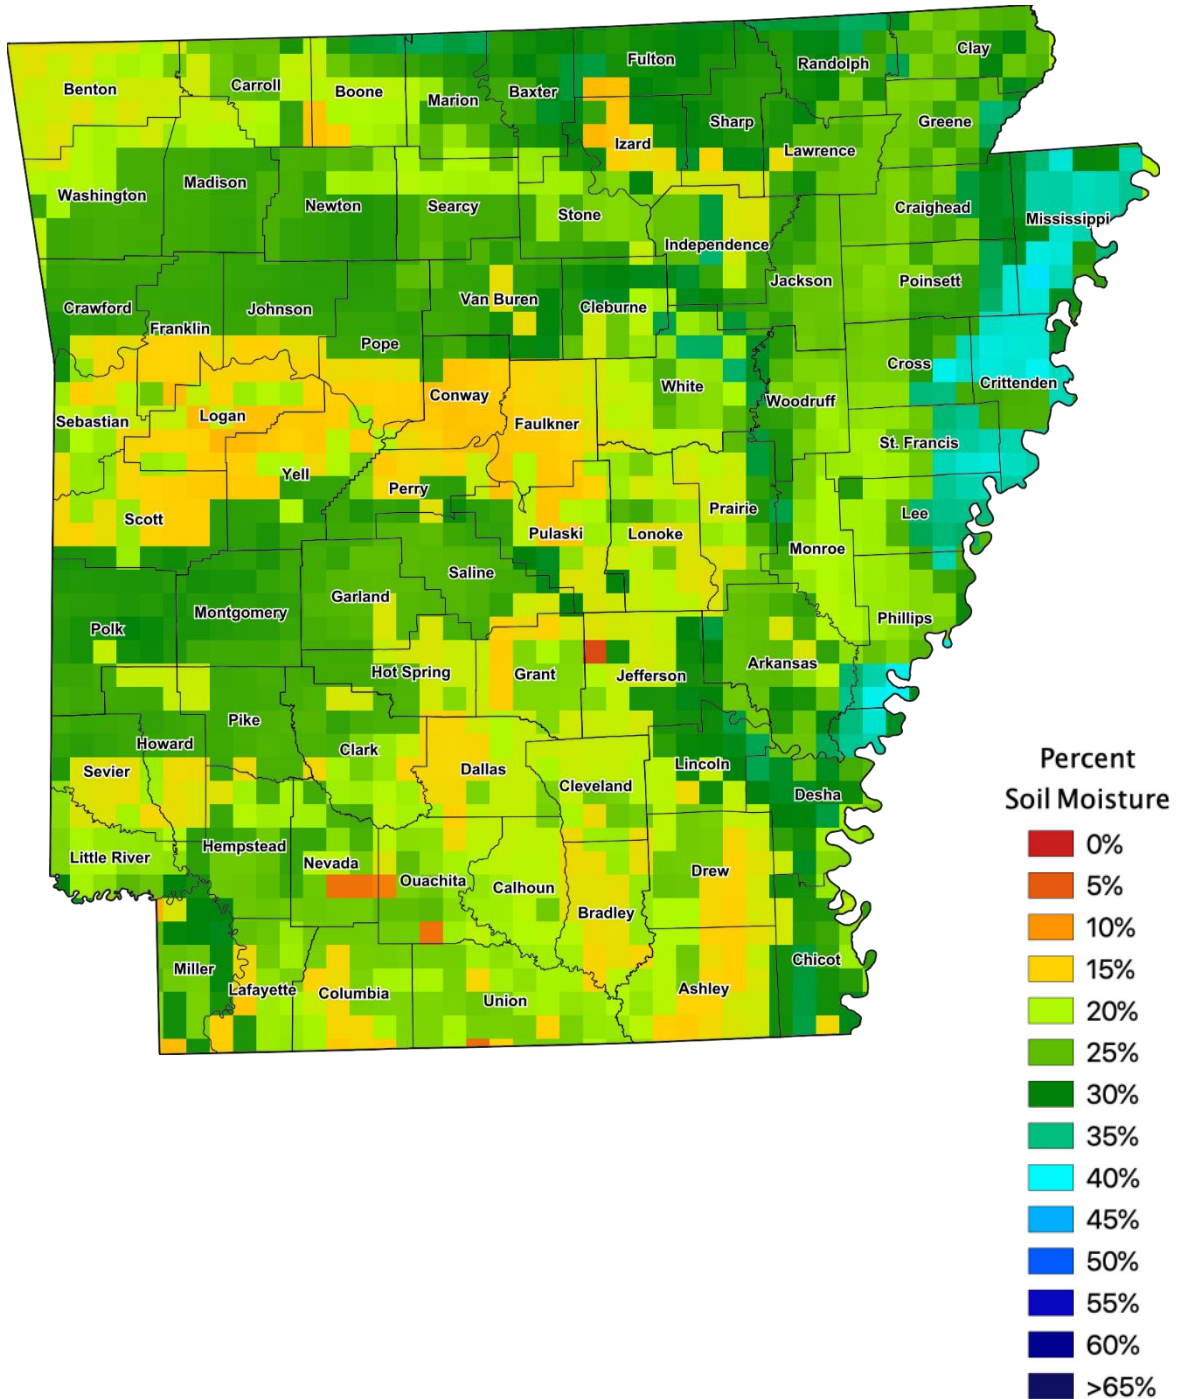 Clay
Fulton
Randolph
Carroll
Benton
Boone
Baxter
Marion
Sharp
Greene
Izard
Lawrence
Madison
Washington
Newton
Searcy
Stone
Craighead
Mississippi
Independence
Jackson
Poinsett
Van Buren
Crawford
Johnson
Cleburne
Franklin
Pope
Cross
Crittenden
White
Conway
Woodruff
Logan
Sebastian
Faulkner
St. Francis
Yell
Perry
Prairie
Lee
Scott
Pulaski
Lonoke
Monroe
Saline
Garland
Montgomery
Phillips
Polk
Arkansas
Hot Spring
Grant
Jefferson
Pike
Howard
Clark
Sevier
Dallas
Lincoln
Cleveland
Desha
Hempstead
Little River
Nevada
Ouachita
Calhoun
Drew
Bradley
Chicot
Miller
Lafayette
Columbia
Union
Ashley
Percent
Soil Moisture
0%
5%
10%
15%
20%
25%
30%
35%
40%
45%
50%
55%
60%
>65%